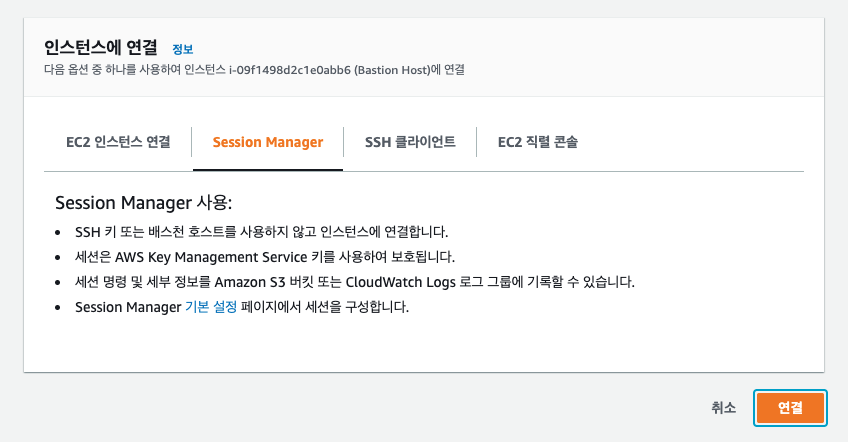 인스턴스에 연결 정보
다음 옵션 중 하나를 사용하여 인스턴스 i-09f1498d2c1e0abb6 (Bastion Host)에 연결
EC2 인스턴스 연결
Session Manager
SSH 클라이언트
EC2 직렬 콘솔
Session Manager 사용:
• SSH 키 또는 배스천 호스트를 사용하지 않고 인스턴스에 연결합니다.
• 세션은 AWS Key Management Service 키를 사용하여 보호됩니다.
• 세션 명령 및 세부 정보를 Amazon S3 버킷 또는 CloudWatch Logs 로그 그룹에 기록할 수 있습니다.
• Session Manager 기본 설정 페이지에서 세션을 구성합니다.
취소
연결